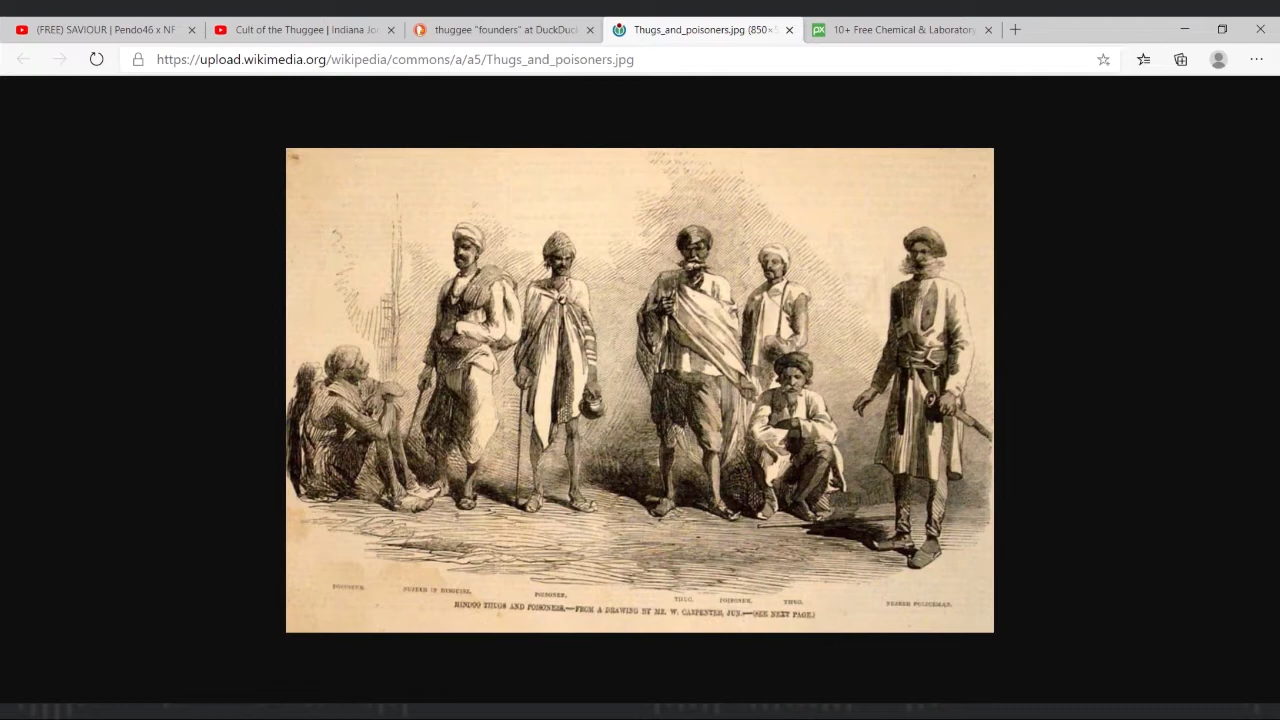 (FREE) SAVIOUR | Pendo46 x NF
Cult of the Thuggee | Indiana Jo
thuggee "founders" at DuckDuc
Thugs_and_poisoners.jpg (850×5
10+ Free Chemical & Laboratory
https://upload.wikimedia.org/wikipedia/commons/a/a5/Thugs_and_poisoners.jpg
POISONER. IN DISGUISE. POISONER. THUG. POISONER. THUG. POLICEMAN.
HINDOO THUGS AND POISONERS.—FROM A DRAWING BY MR. W. CARPENTER, JUN.—(SEE NEXT PAGE.)